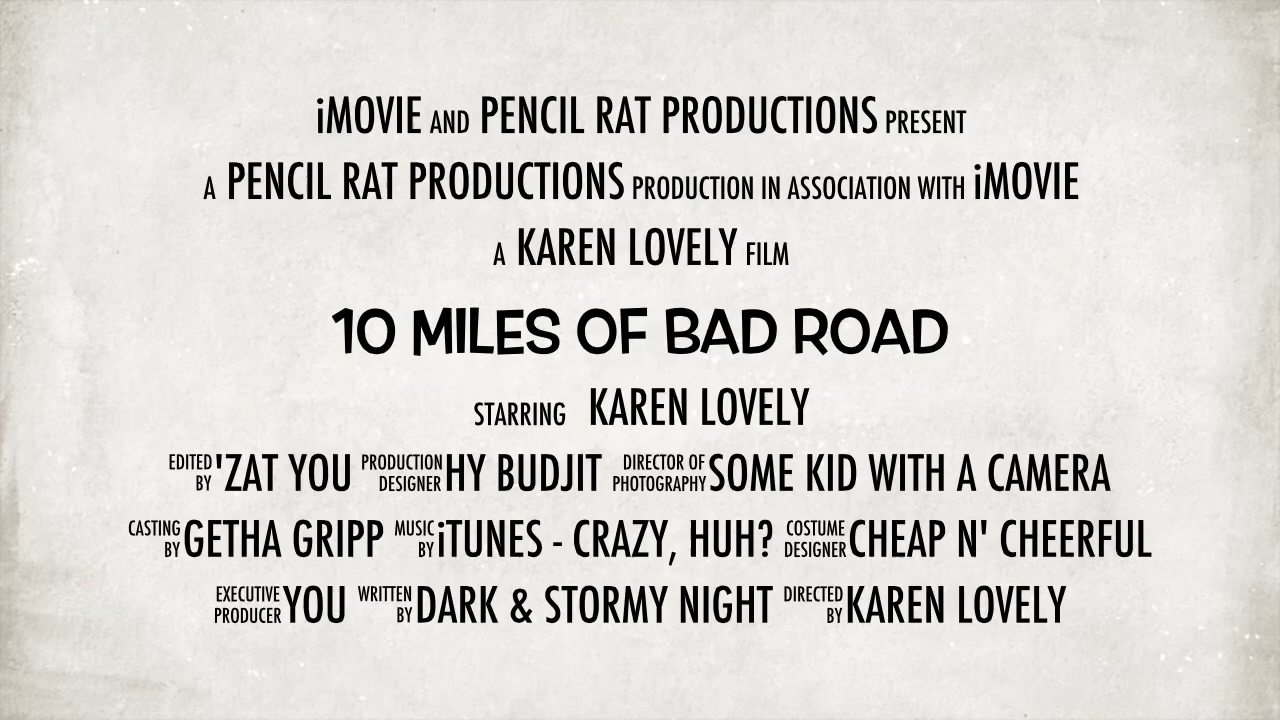 iMOVIE AND PENCIL RAT PRODUCTIONS PRESENT
A PENCIL RAT PRODUCTIONS PRODUCTION IN ASSOCIATION WITH iMOVIE
A KAREN LOVELY FILM
10 MILES OF BAD ROAD
STARRING KAREN LOVELY
EDITED BY 'ZAT YOU PRODUCTION DESIGNER HY BUDJIT DIRECTOR OF PHOTOGRAPHY SOME KID WITH A CAMERA
CASTING BY GETHA GRIPP MUSIC BY iTUNES - CRAZY, HUH? COSTUME DESIGNER CHEAP N' CHEERFUL
EXECUTIVE PRODUCER YOU WRITTEN BY DARK & STORMY NIGHT DIRECTED BY KAREN LOVELY